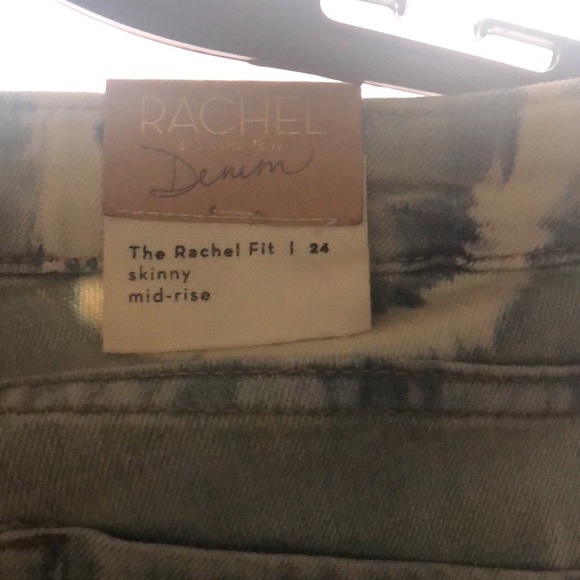 RACHEL
Denim
The Rachel Fit | 24
skinny
mid-rise